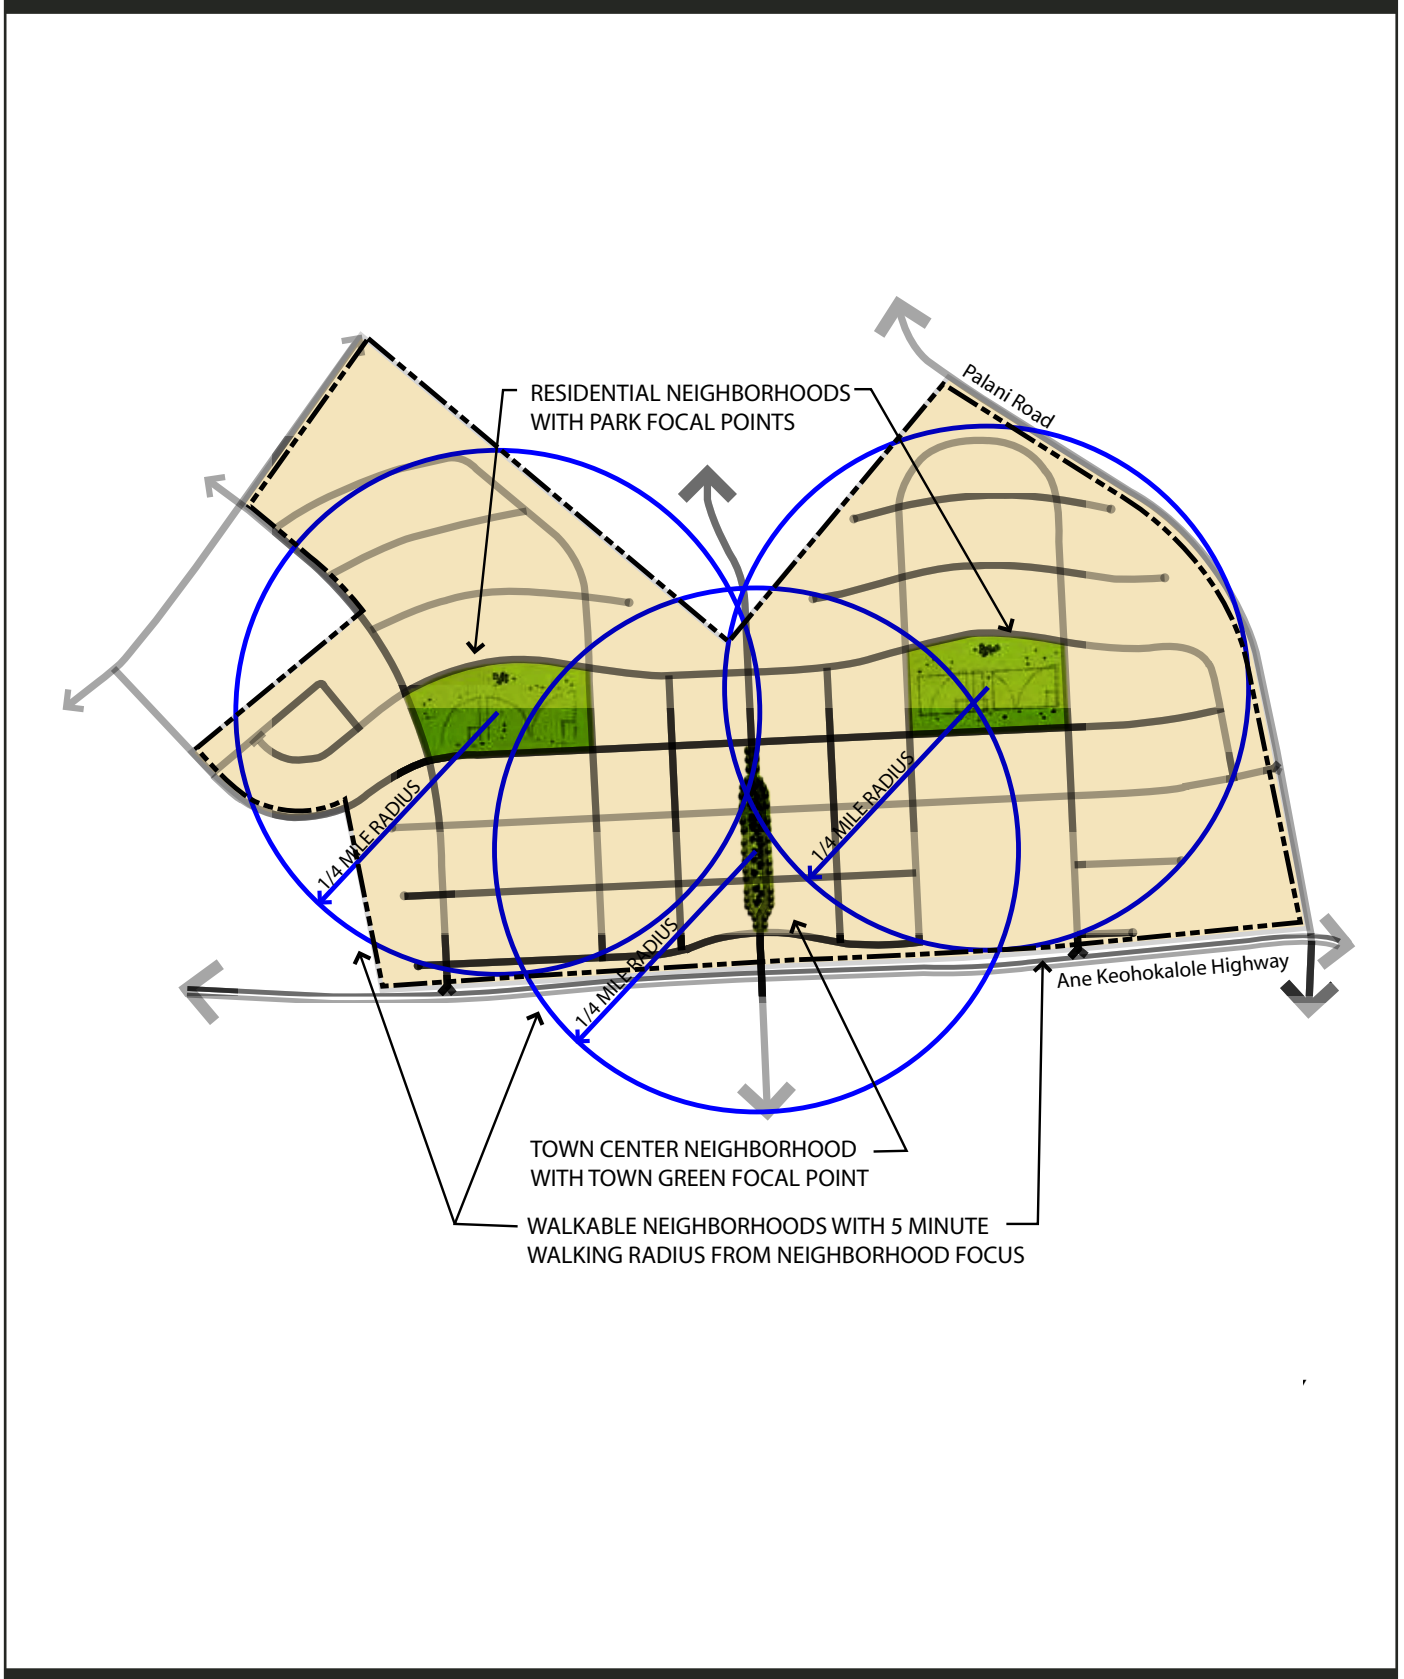 Palani Road
RESIDENTIAL NEIGHBORHOODS
WITH PARK FOCAL POINTS
1/4 MILE RADIUS
1/4 MILE RADIUS
1/4 MILE RADIUS
Ane Keohokalole Highway
TOWN CENTER NEIGHBORHOOD
WITH TOWN GREEN FOCAL POINT
WALKABLE NEIGHBORHOODS WITH 5 MINUTE
WALKING RADIUS FROM NEIGHBORHOOD FOCUS